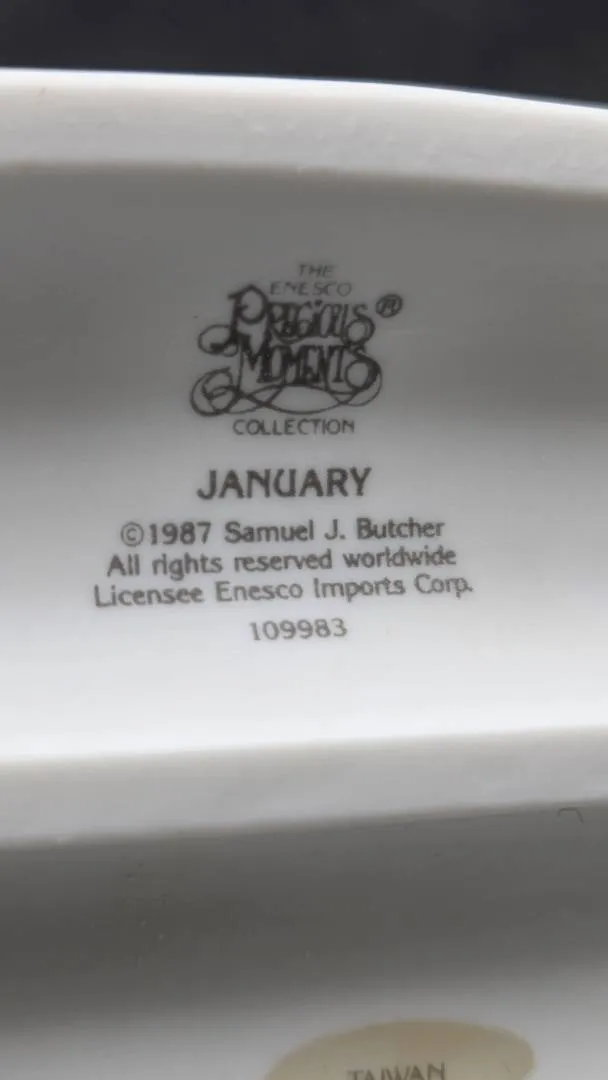 THE
ENESCO
PRECIOUS ®
MOMENTS
COLLECTION
JANUARY
©1987 Samuel J. Butcher
All rights reserved worldwide
Licensee Enesco Imports Corp.
109983
TAIWAN